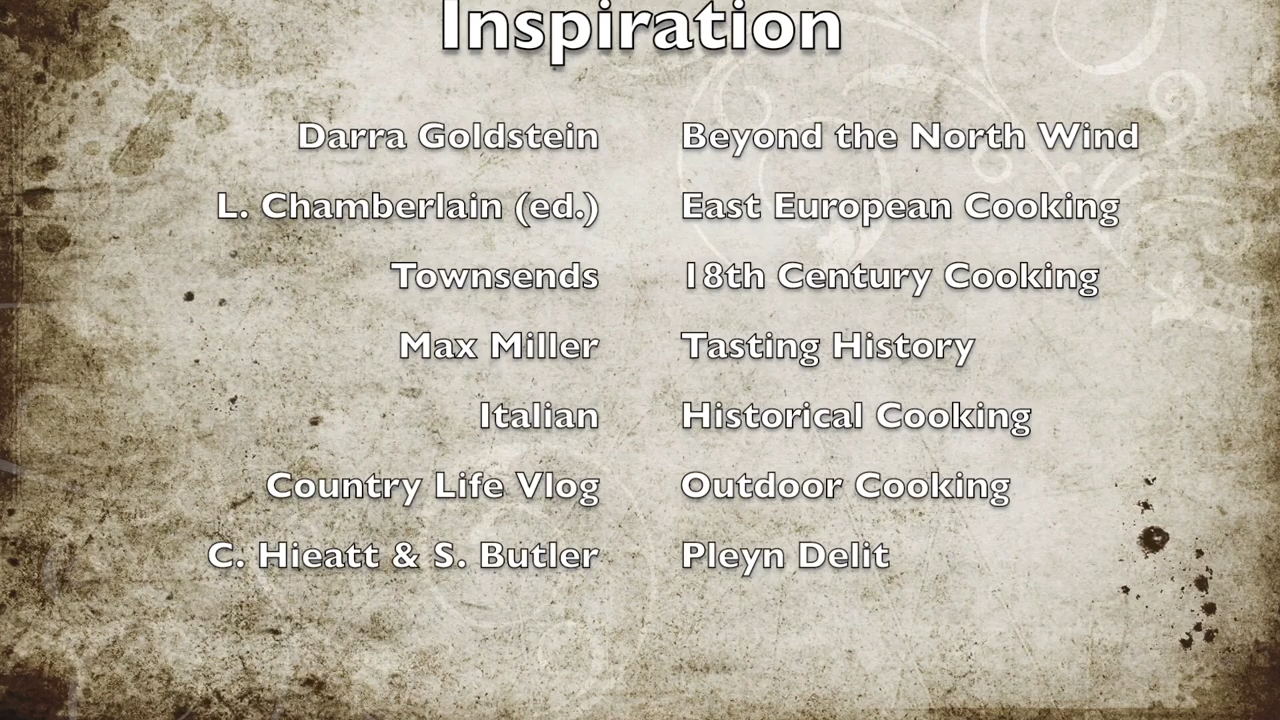 Inspiration
Darra Goldstein Beyond the North Wind
L. Chamberlain (ed.) East European Cooking
Townsends 18th Century Cooking
Max Miller Tasting History
Italian Historical Cooking
Country Life Vlog Outdoor Cooking
C. Hieatt & S. Butler Pleyn Delit